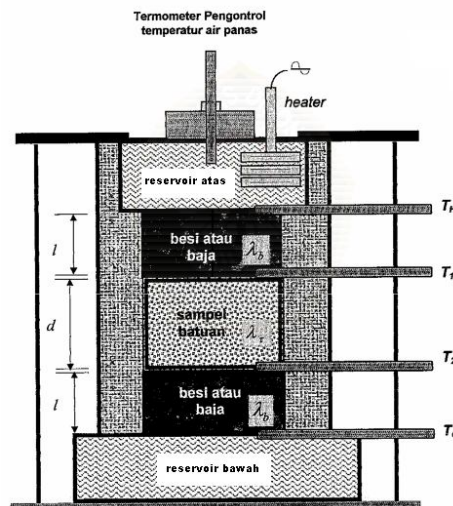 Termometer Pengontrol
temperatur air panas
heater
reservoir atas
T
l
besi atau
baja
λb
T1
d
sampel
batuan
λs
T2
l
besi atau
baja
λb
T
reservoir bawah